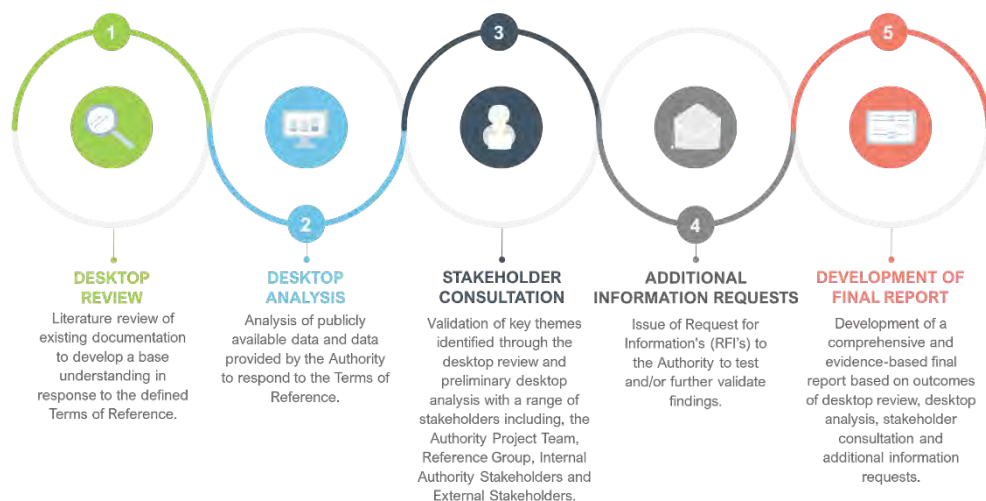 1
2
3
4
5
DESKTOP
REVIEW
Literature review of
existing documentation
to develop a base
understanding in
response to the defined
Terms of Reference.
DESKTOP
ANALYSIS
Analysis of publicly
available data and data
provided by the Authority
to respond to the Terms of
Reference.
STAKEHOLDER
CONSULTATION
Validation of key themes
identified through the
desktop review and
preliminary desktop
analysis with a range of
stakeholders including, the
Authority Project Team,
Reference Group, Internal
Authority Stakeholders and
External Stakeholders.
ADDITIONAL
INFORMATION REQUESTS
Issue of Request for
Information's (RFI's) to
the Authority to test
and/or further validate
findings.
DEVELOPMENT OF
FINAL REPORT
Development of a
comprehensive and
evidence-based final
report based on outcomes
of desktop review, desktop
analysis, stakeholder
consultation and
additional information
requests.